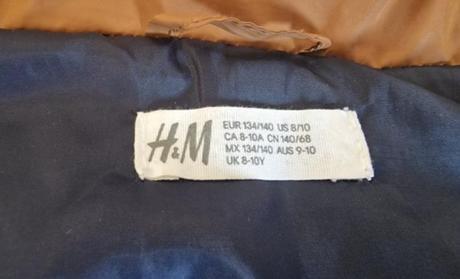 H&M
EUR 134/140 US 8/10
CA 8-10A CN 140/68
MX 134/140 AUS 9-10
UK 8-10Y